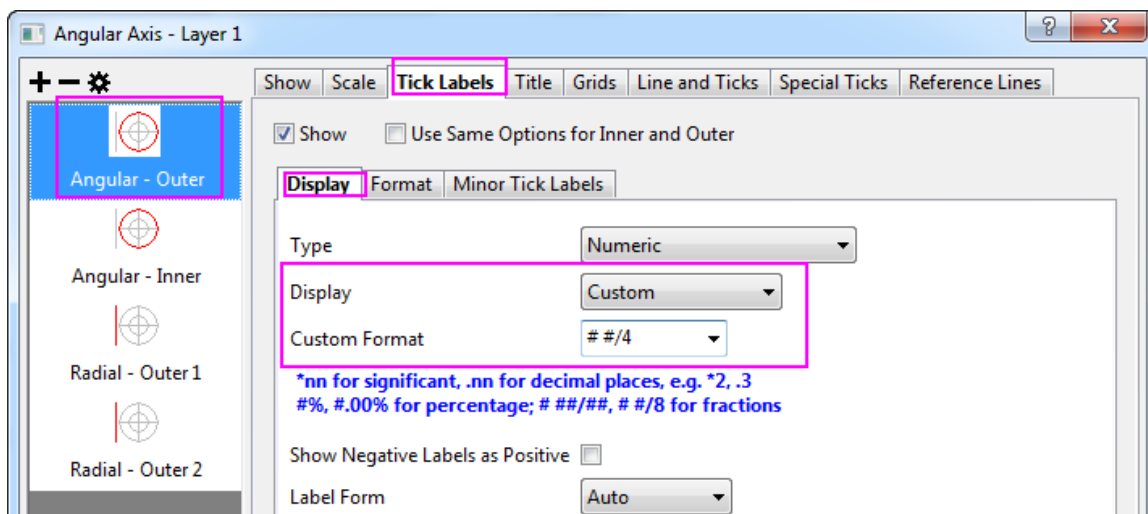 Angular Axis - Layer 1
Show Scale Tick Labels Title Grids Line and Ticks Special Ticks Reference Lines
Show Use Same Options for Inner and Outer
Angular - Outer
Display Format Minor Tick Labels
Type Numeric
Angular - Inner
Display Custom
Custom Format # #/4
Radial - Outer 1
*nn for significant, .nn for decimal places, e.g. *2, .3
#%, #.00% for percentage; # ##/##, # #/8 for fractions
Show Negative Labels as Positive
Radial - Outer 2
Label Form Auto